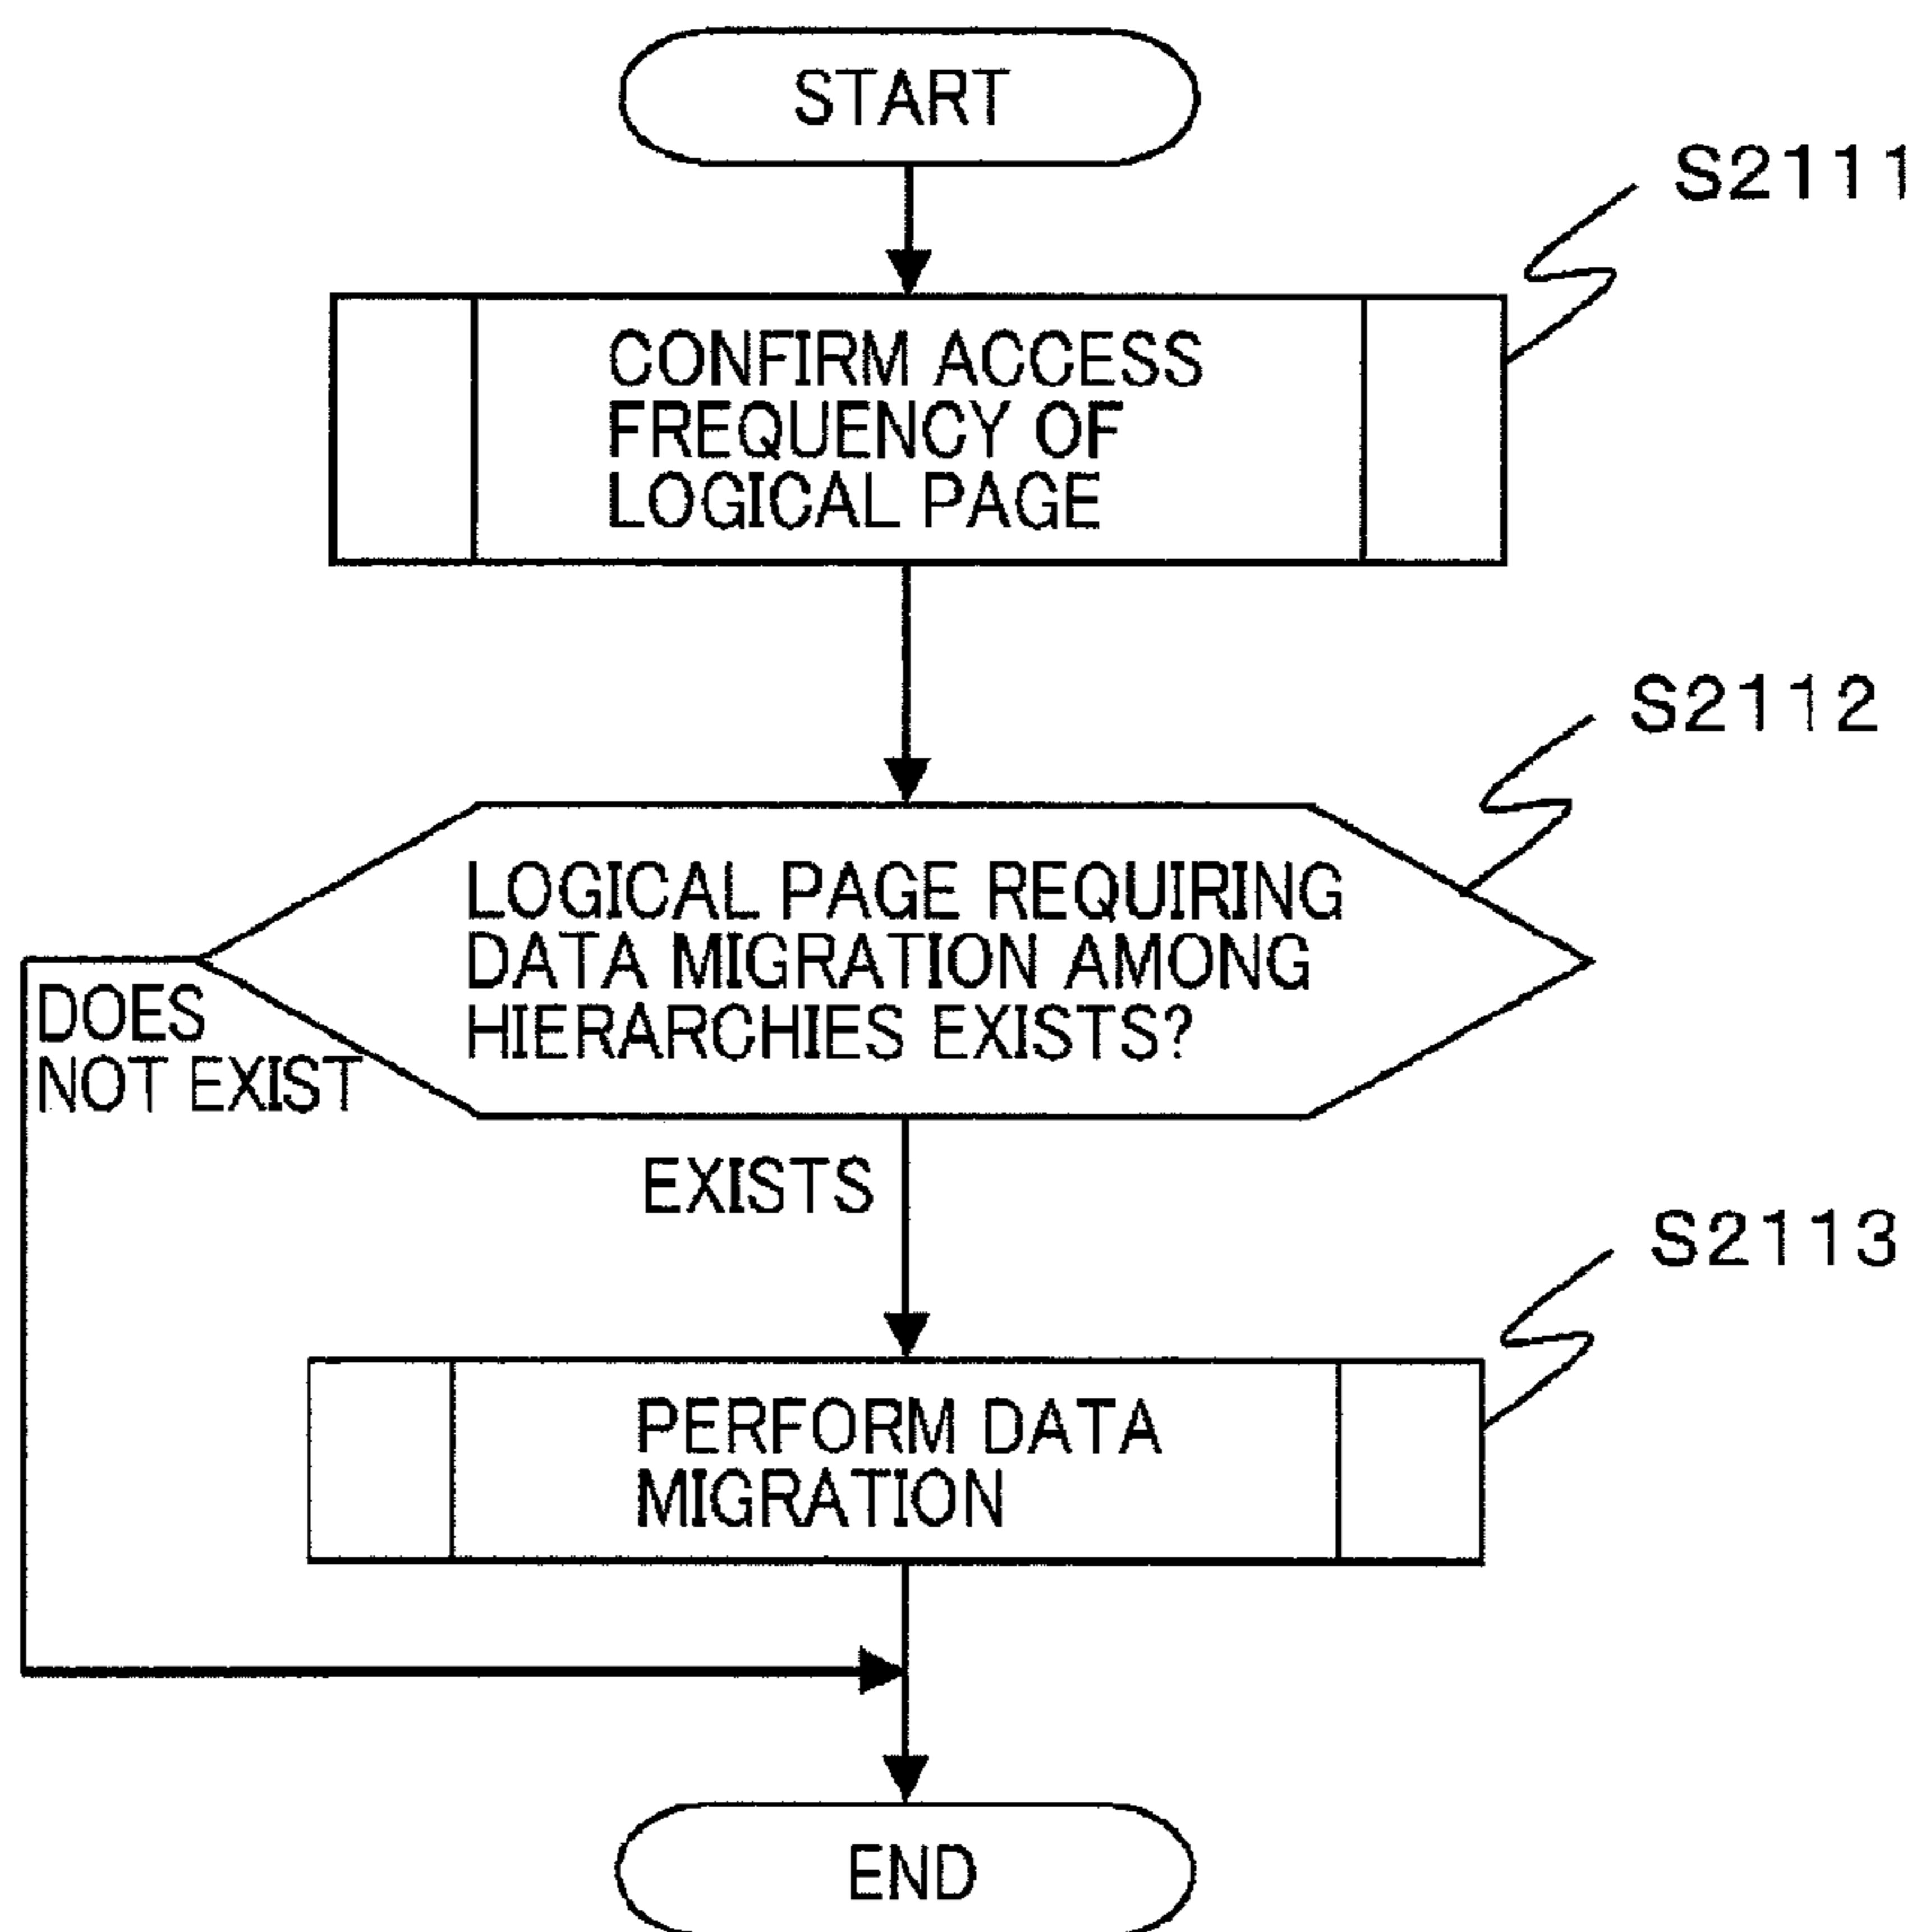 START
S2111
CONFIRM ACCESS
FREQUENCY OF
LOGICAL PAGE
S2112
LOGICAL PAGE REQUIRING
DATA MIGRATION AMONG
HIERARCHIES EXISTS?
DOES
NOT EXIST
EXISTS
S2113
PERFORM DATA
MIGRATION
END